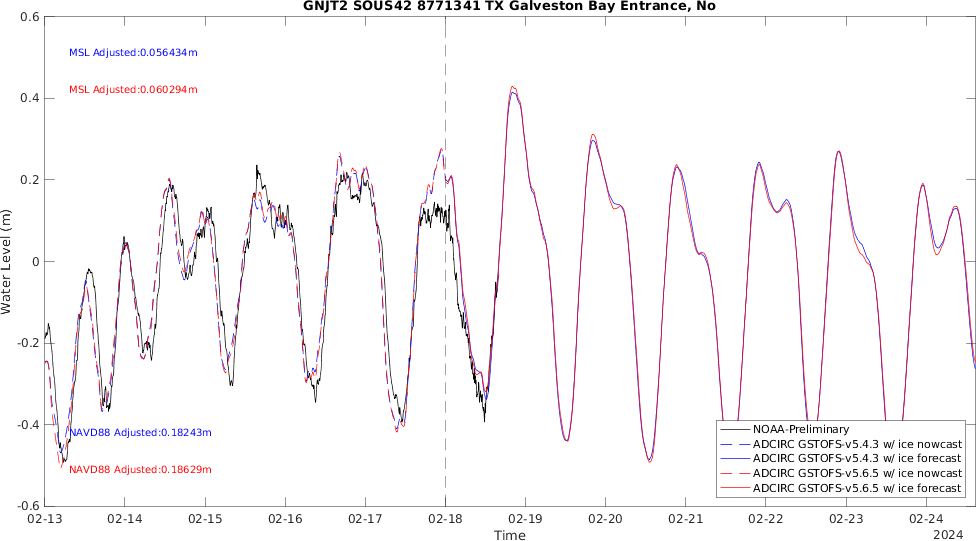 GNJT2 SOUS42 8771341 TX Galveston Bay Entrance, No
0.6
MSL Adjusted:0.056434m
MSL Adjusted:0.060294m
0.4
0.2
0
-0.2
-0.4
-0.6
Water Level (m)
NAVD88 Adjusted:0.18243m
NAVD88 Adjusted:0.18629m
NOAA-Preliminary
ADCIRC GSTOFS-v5.4.3 w/ ice nowcast
ADCIRC GSTOFS-v5.4.3 w/ ice forecast
ADCIRC GSTOFS-v5.6.5 w/ ice nowcast
ADCIRC GSTOFS-v5.6.5 w/ ice forecast
02-13 02-14 02-15 02-16 02-17 02-18 02-19 02-20 02-21 02-22 02-23 02-24
Time
2024